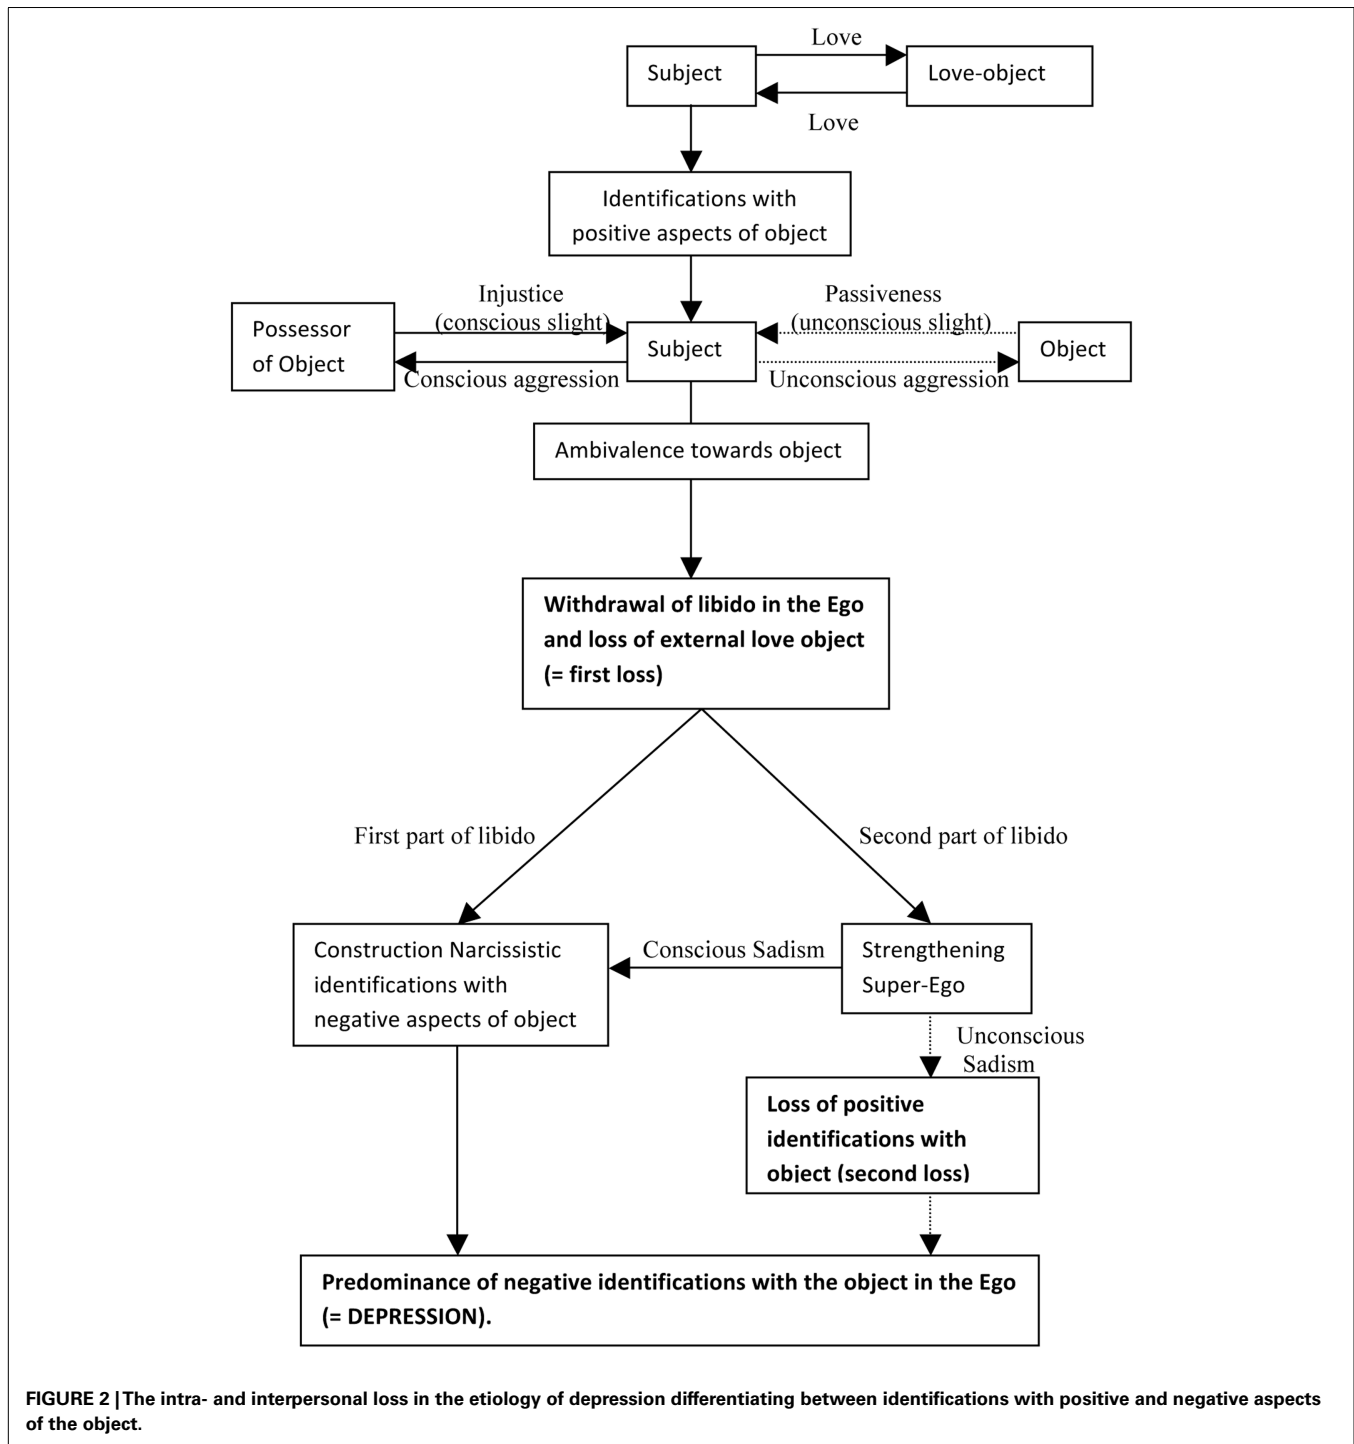 Love
Subject
Love-object
Love
Identifications with
positive aspects of object
Injustice
(conscious slight)
Passiveness
(unconscious slight)
Possessor
of Object
Subject
Object
Conscious aggression
Unconscious aggression
Ambivalence towards object
Withdrawal of libido in the Ego
and loss of external love object
(= first loss)
First part of libido
Second part of libido
Construction Narcissistic
identifications with
negative aspects of object
Conscious Sadism
Strengthening
Super-Ego
Unconscious
Sadism
Loss of positive
identifications with
object (second loss)
Predominance of negative identifications with the object in the Ego
(= DEPRESSION).
FIGURE 2 | The intra- and interpersonal loss in the etiology of depression differentiating between identifications with positive and negative aspects
of the object.